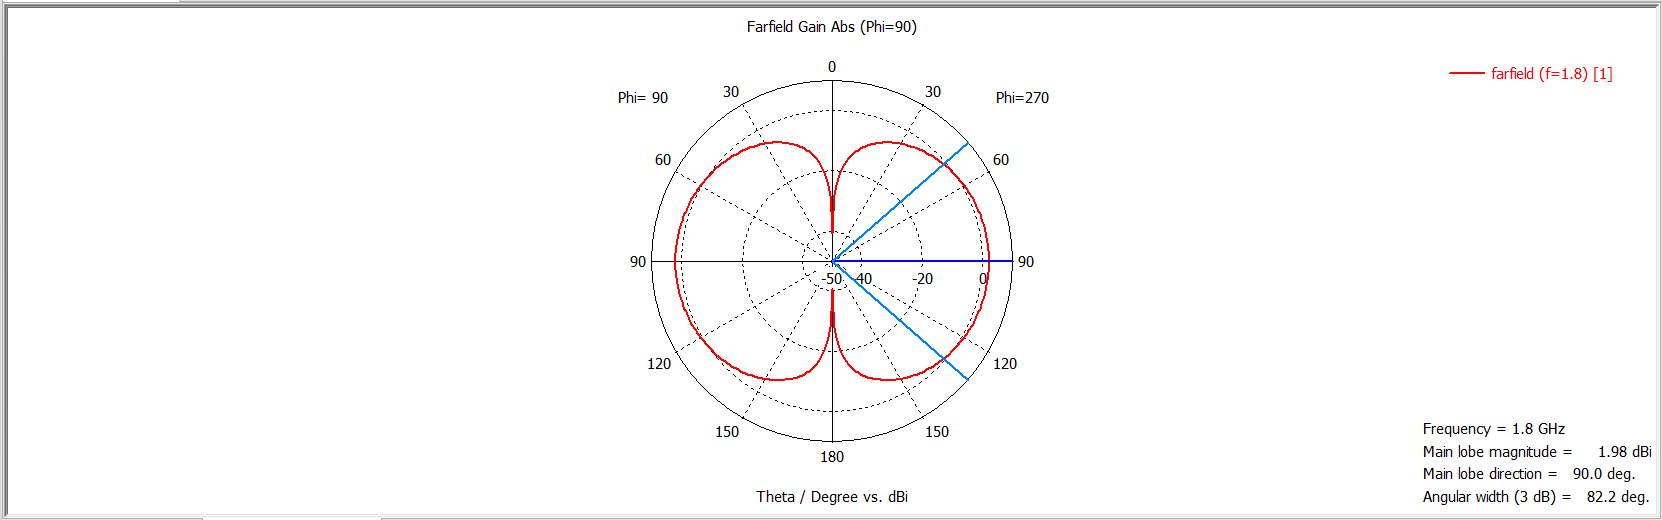 Farfield Gain Abs (Phi=90)
farfield (f=1.8) [1]
0
30
30
Phi= 90
Phi=270
60
60
90
90
-50
-40
-20
0
120
120
150
150
180
Theta / Degree vs. dBi
Frequency = 1.8 GHz
Main lobe magnitude = 1.98 dBi
Main lobe direction = 90.0 deg.
Angular width (3 dB) = 82.2 deg.